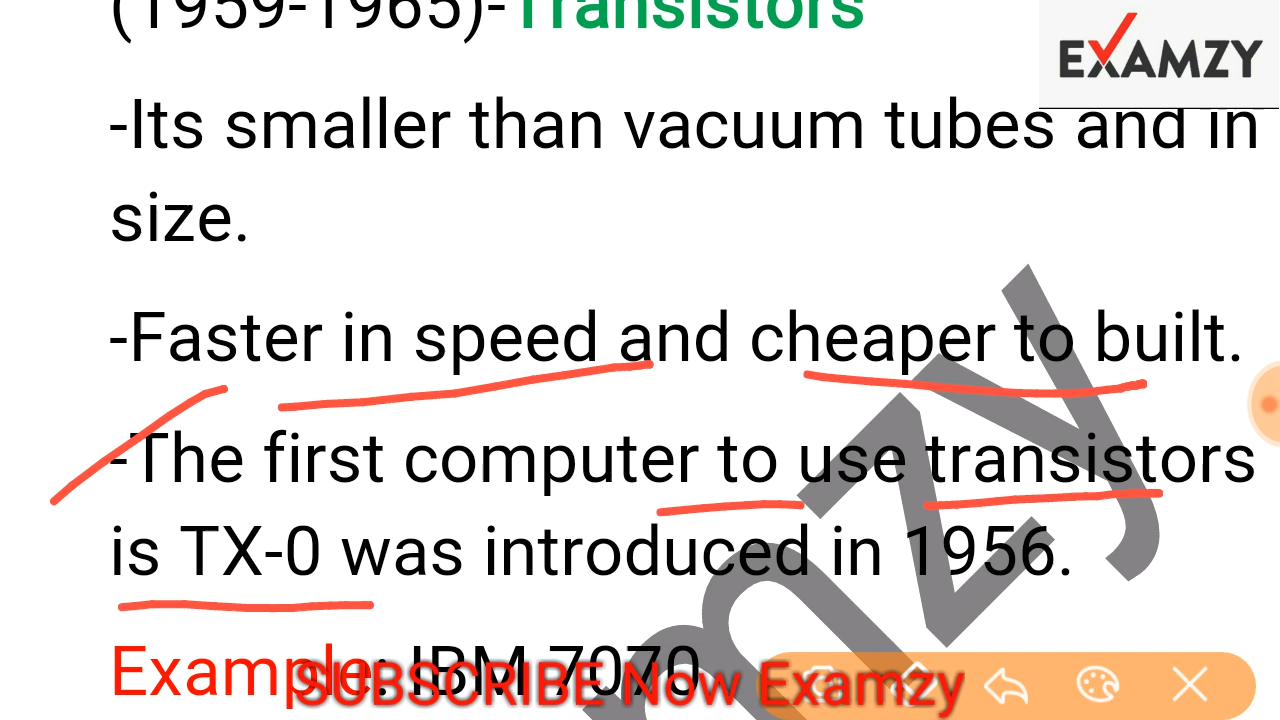 (1959-1965)-Transistors
EXAMZY
-Its smaller than vacuum tubes and in
size.
-Faster in speed and cheaper to built.
-The first computer to use transistors
is TX-0 was introduced in 1956.
Example: IBM 7070
SUBSCRIBE Now Examzy
mzy